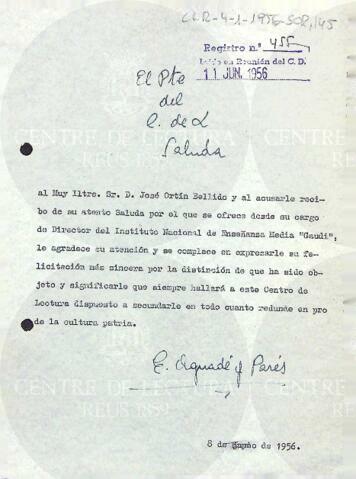 CLR-4-1-1956-SOR,145
Registro n.º 455
Leído en Reunión del C. D.
11 JUN. 1956
El Pte
del
C. de L
Saluda
al Muy Iltre. Sr. D. José Ortín Bellido y al acusarle reci-
bo de su atento Saluda por el que se ofrece desde su cargo
de Director del Instituto Nacional de Enseñanza Media "Gaudí",
le agradece su atención y se complace en expresarle su fe-
licitación más sincera por la distinción de que ha sido ob-
jeto y significarle que siempre hallará a este Centro de
Lectura dispuesto a secundarle en todo cuanto redunde en pro
de la cultura patria.
E. Aguadé y Parés
8 de Junio de 1956.
CENTRE DE LECTURA
REUS 1859